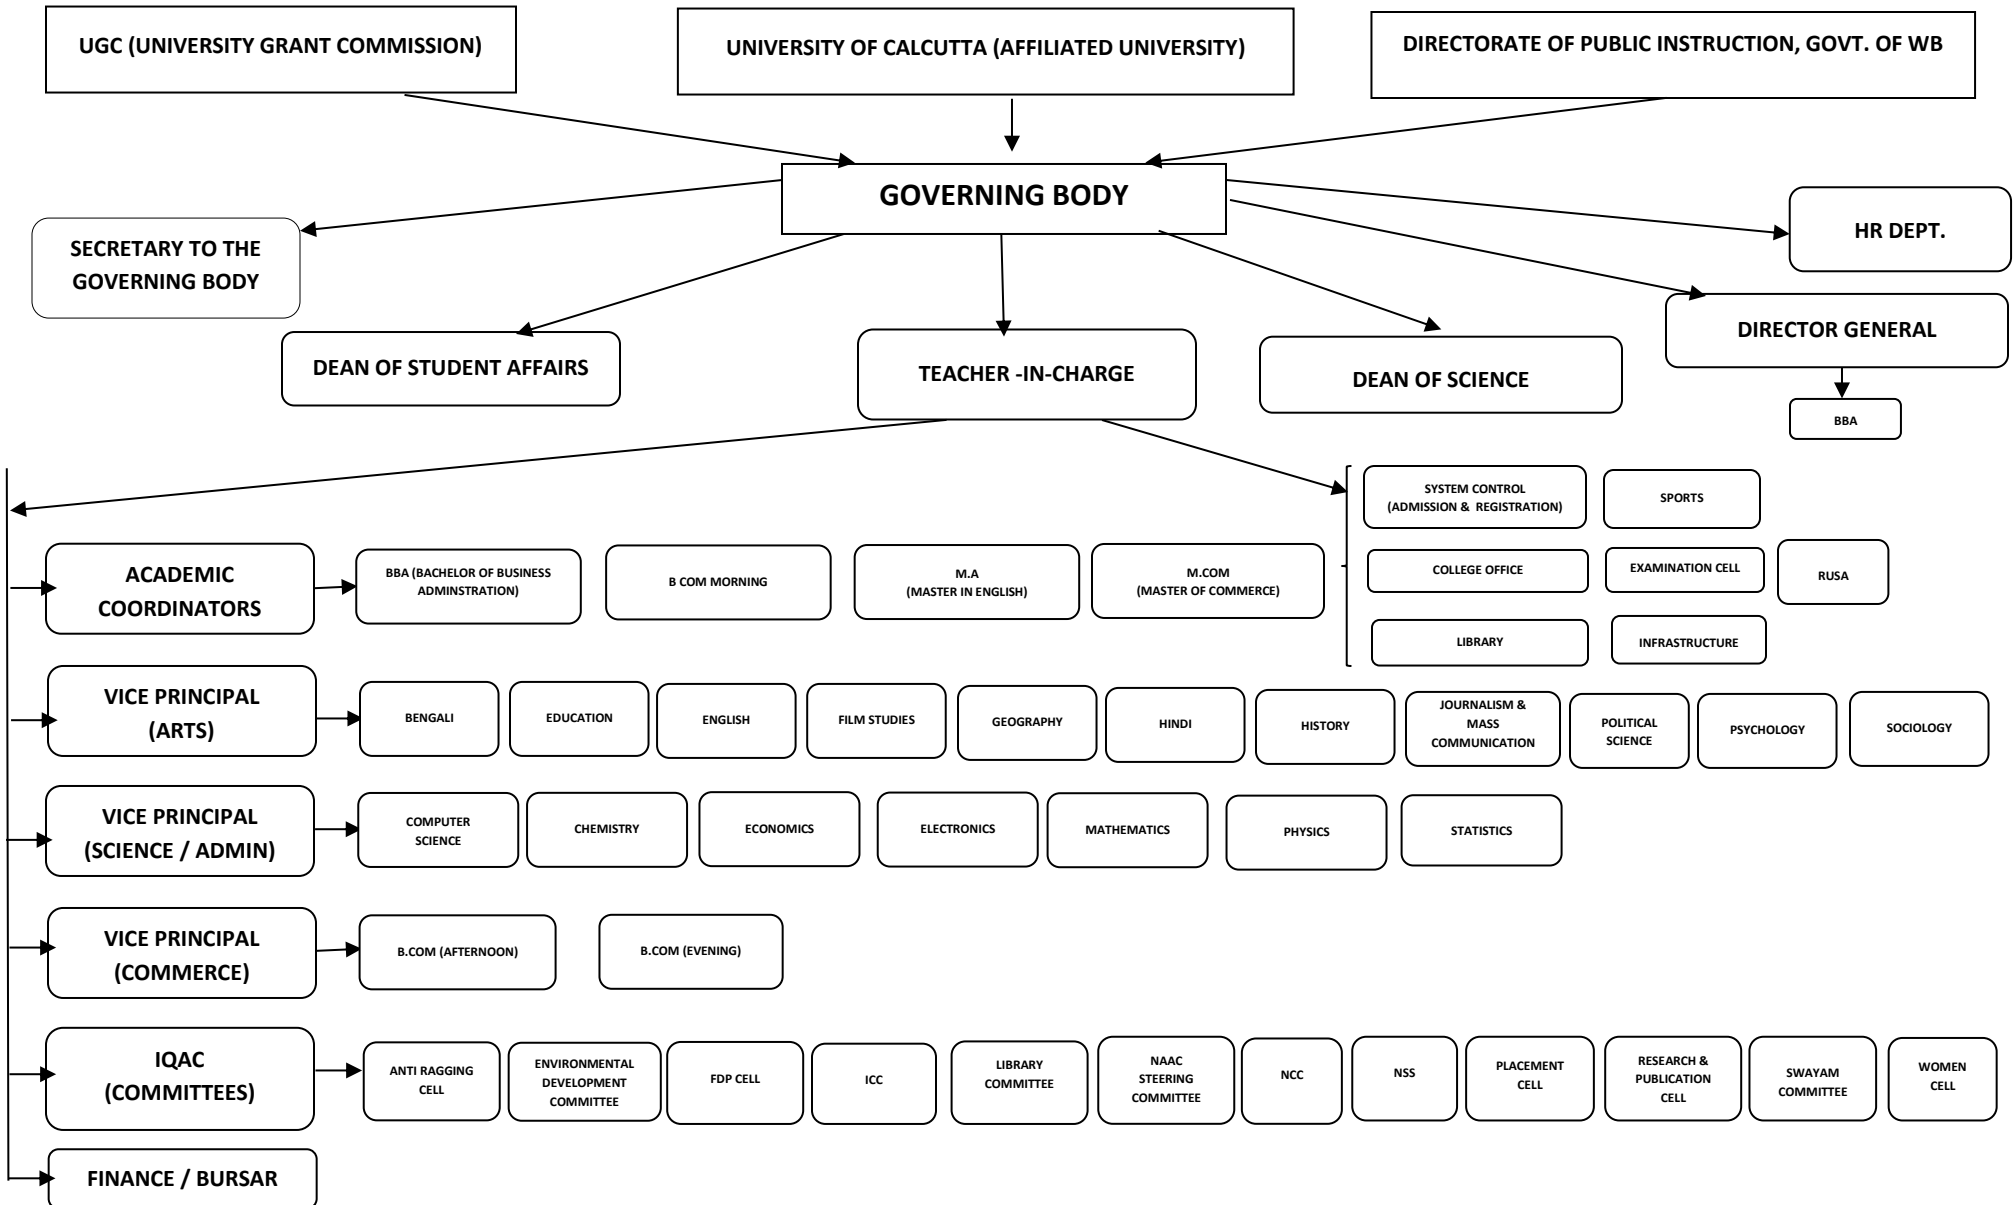 UGC (UNIVERSITY GRANT COMMISSION)
UNIVERSITY OF CALCUTTA (AFFILIATED UNIVERSITY)
DIRECTORATE OF PUBLIC INSTRUCTION, GOVT. OF WB
GOVERNING BODY
SECRETARY TO THE
GOVERNING BODY
HR DEPT.
DEAN OF STUDENT AFFAIRS
TEACHER -IN-CHARGE
DEAN OF SCIENCE
DIRECTOR GENERAL
BBA
SYSTEM CONTROL
(ADMISSION & REGISTRATION)
SPORTS
COLLEGE OFFICE
EXAMINATION CELL
RUSA
LIBRARY
INFRASTRUCTURE
ACADEMIC
COORDINATORS
BBA (BACHELOR OF BUSINESS
ADMINSTRATION)
B COM MORNING
M.A
(MASTER IN ENGLISH)
M.COM
(MASTER OF COMMERCE)
VICE PRINCIPAL
(ARTS)
BENGALI
EDUCATION
ENGLISH
FILM STUDIES
GEOGRAPHY
HINDI
HISTORY
JOURNALISM &
MASS
COMMUNICATION
POLITICAL
SCIENCE
PSYCHOLOGY
SOCIOLOGY
VICE PRINCIPAL
(SCIENCE / ADMIN)
COMPUTER
SCIENCE
CHEMISTRY
ECONOMICS
ELECTRONICS
MATHEMATICS
PHYSICS
STATISTICS
VICE PRINCIPAL
(COMMERCE)
B.COM (AFTERNOON)
B.COM (EVENING)
IQAC
(COMMITTEES)
ANTI RAGGING
CELL
ENVIRONMENTAL
DEVELOPMENT
COMMITTEE
FDP CELL
ICC
LIBRARY
COMMITTEE
NAAC
STEERING
COMMITTEE
NCC
NSS
PLACEMENT
CELL
RESEARCH &
PUBLICATION
CELL
SWAYAM
COMMITTEE
WOMEN
CELL
FINANCE / BURSAR